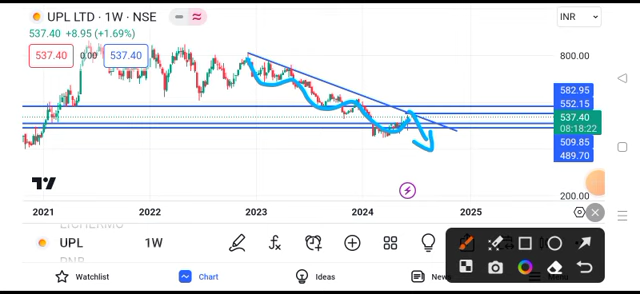 UPL LTD · 1W · NSE
INR
537.40 +8.95 (+1.69%)
537.40 0.00 537.40
800.00
582.95
552.15
537.40
08:18:22
509.85
489.70
200.00
2021 2022 2023 2024 2025
EICHERMO
UPL 1W
Watchlist Chart Ideas News